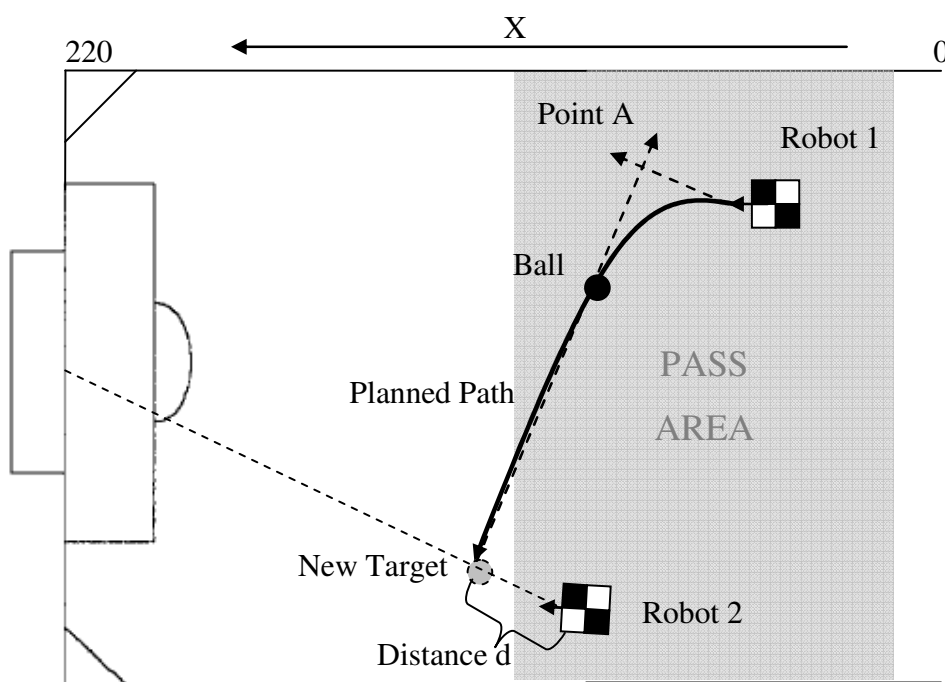 X
220
0
Point A
Robot 1
Ball
PASS
AREA
Planned Path
New Target
Robot 2
Distance d